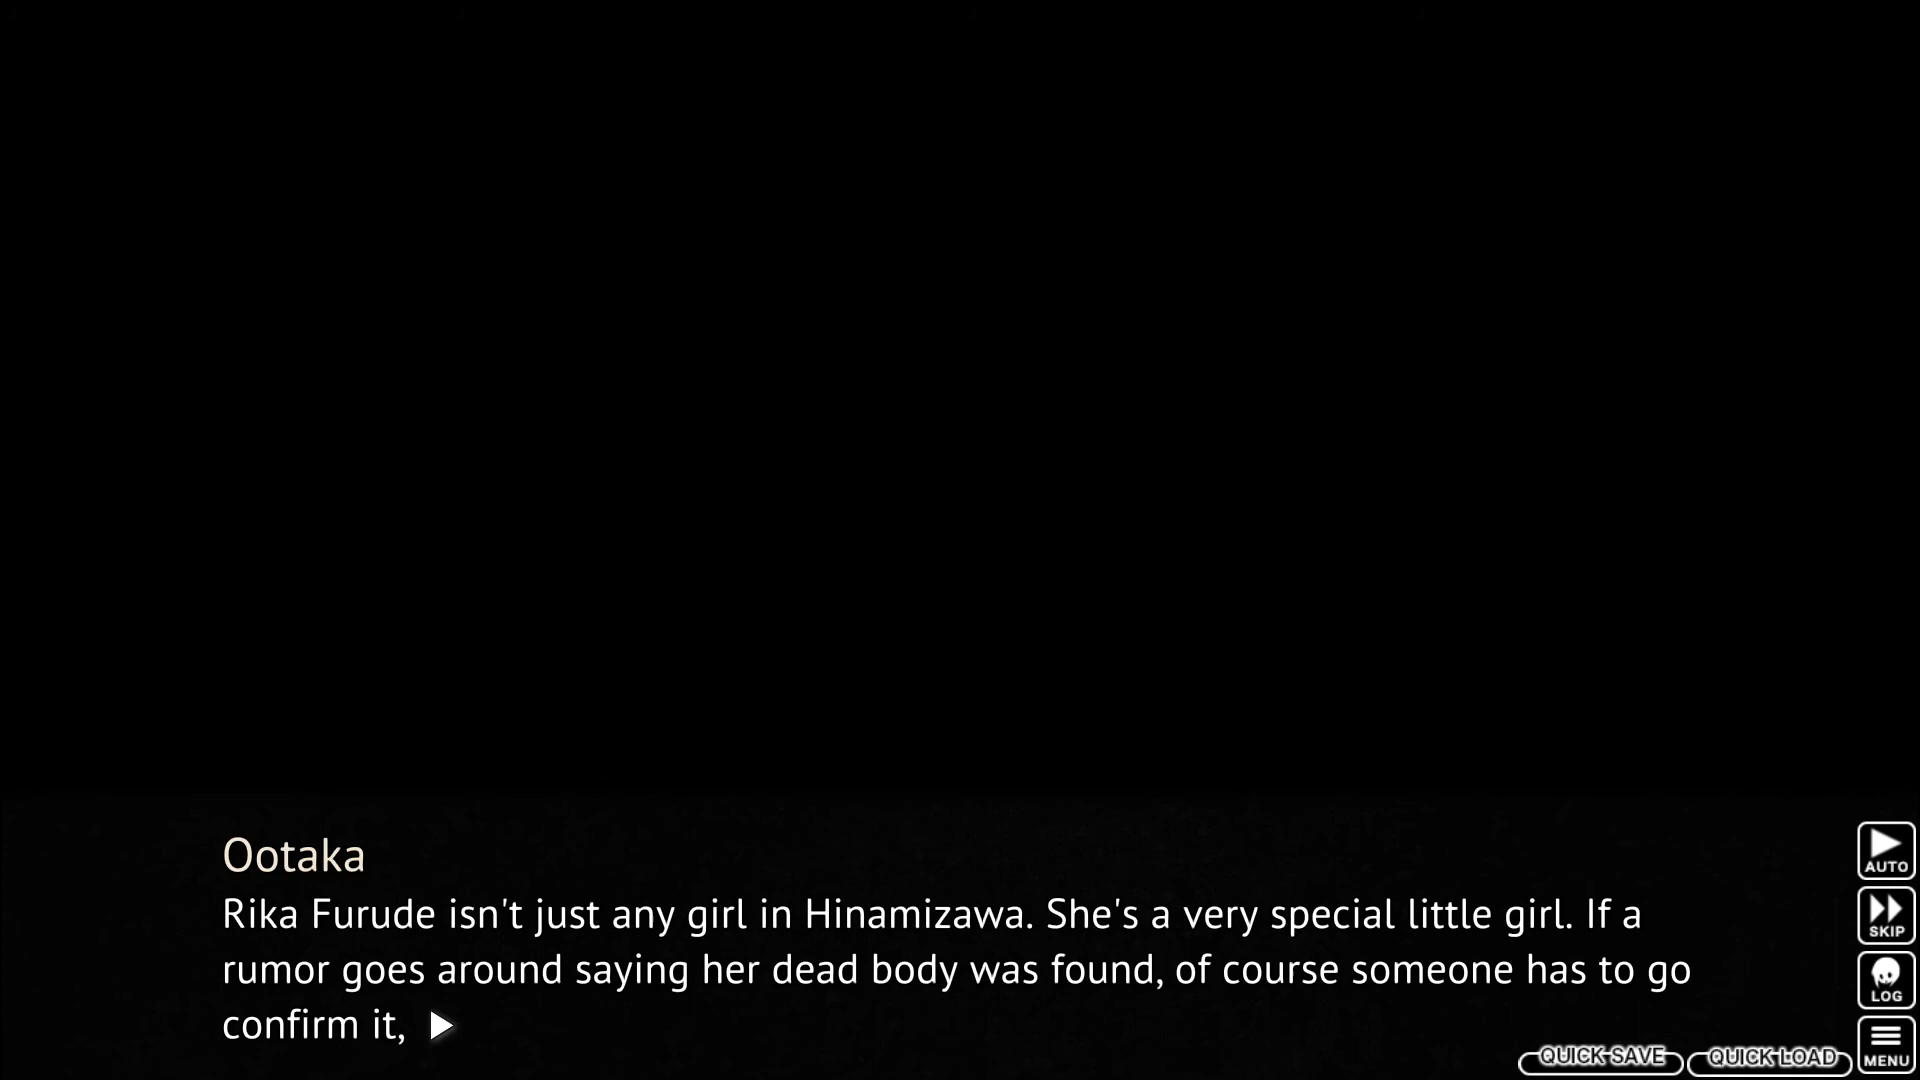 Ootaka
Rika Furude isn't just any girl in Hinamizawa. She's a very special little girl. If a
rumor goes around saying her dead body was found, of course someone has to go
confirm it,
AUTO
SKIP
LOG
MENU
QUICK SAVE
QUICK LOAD